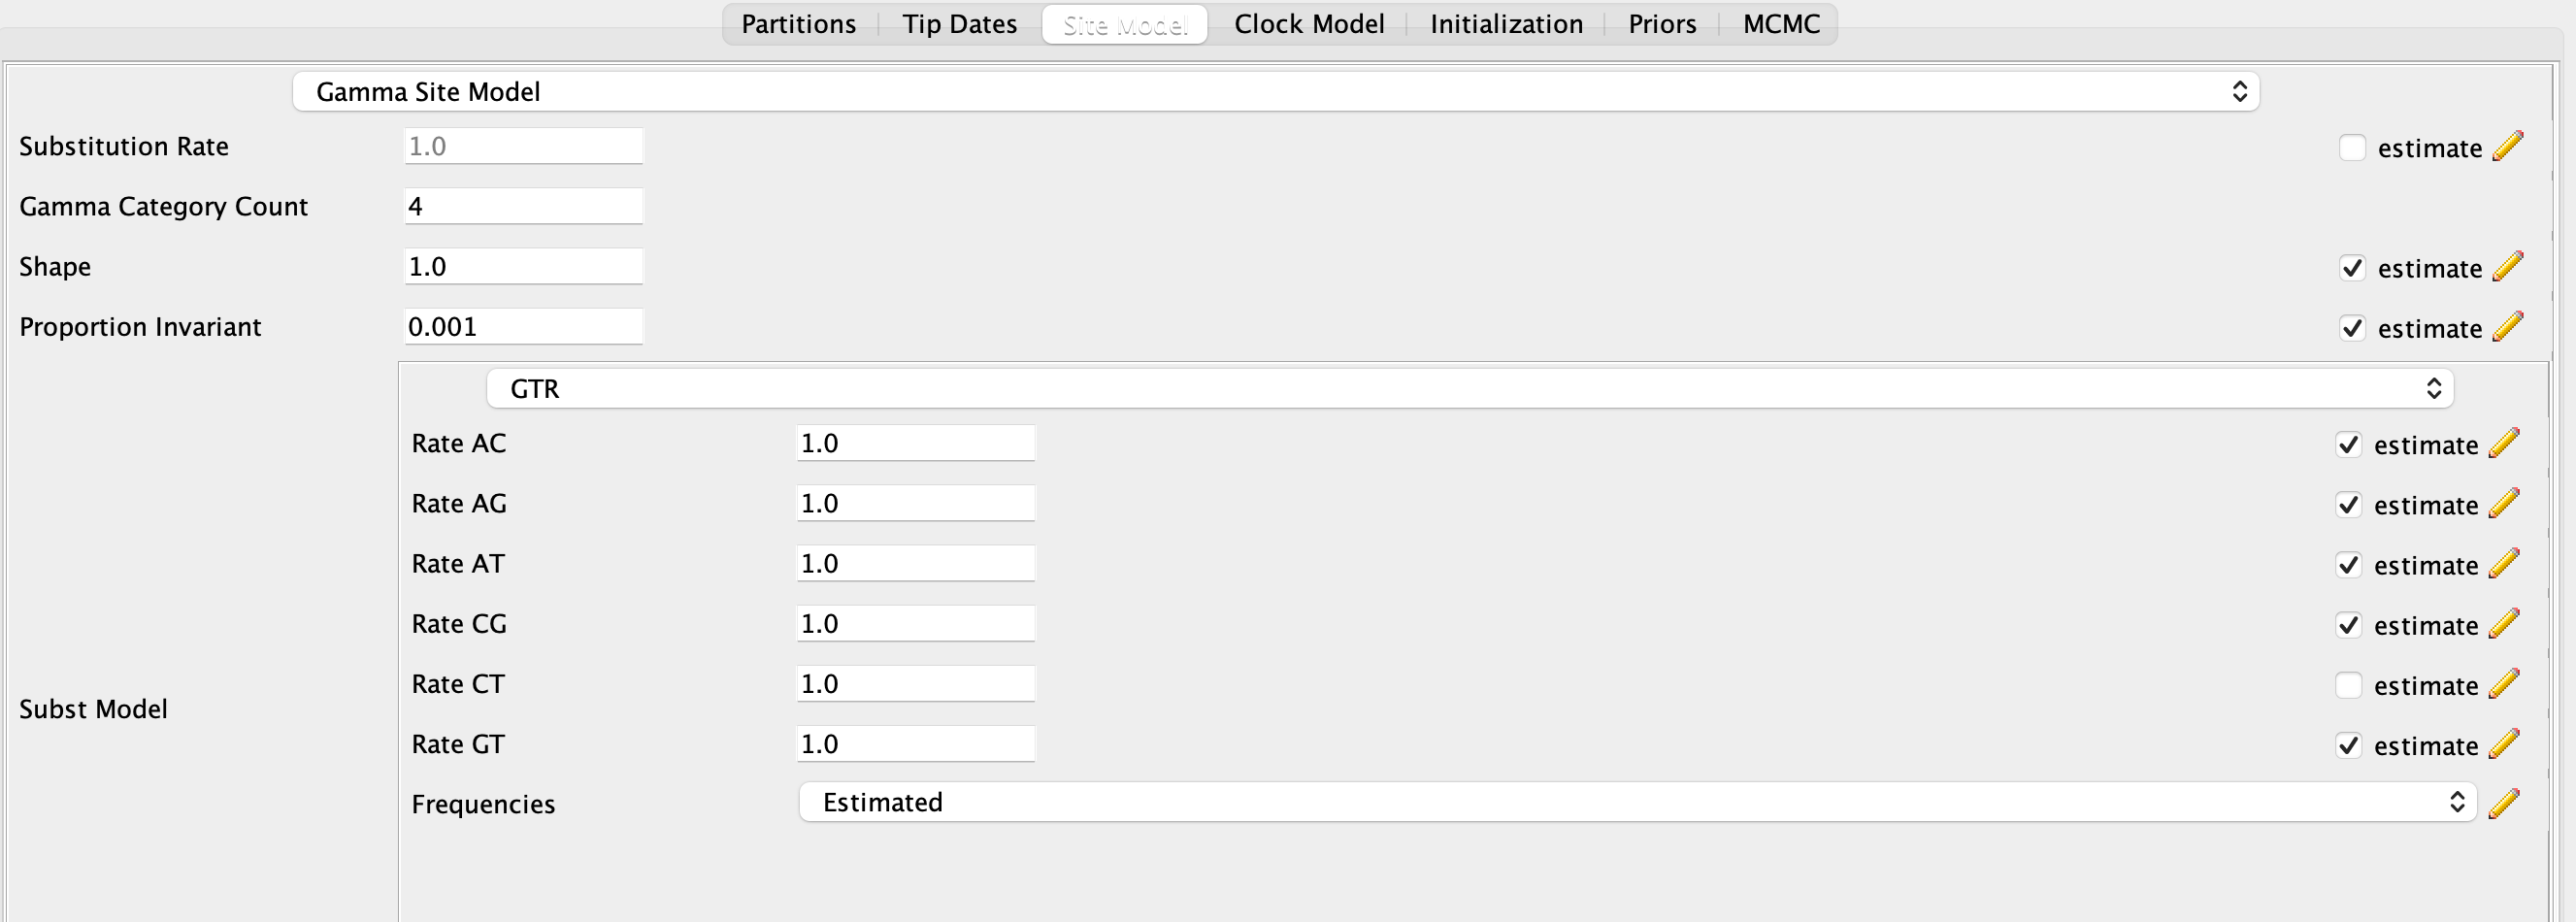 Partitions Tip Dates Site Model Clock Model Initialization Priors MCMC
Gamma Site Model
Substitution Rate 1.0 estimate
Gamma Category Count 4
Shape 1.0 estimate
Proportion Invariant 0.001 estimate
GTR
Rate AC 1.0 estimate
Rate AG 1.0 estimate
Rate AT 1.0 estimate
Rate CG 1.0 estimate
Rate CT 1.0 estimate
Subst Model
Rate GT 1.0 estimate
Frequencies Estimated